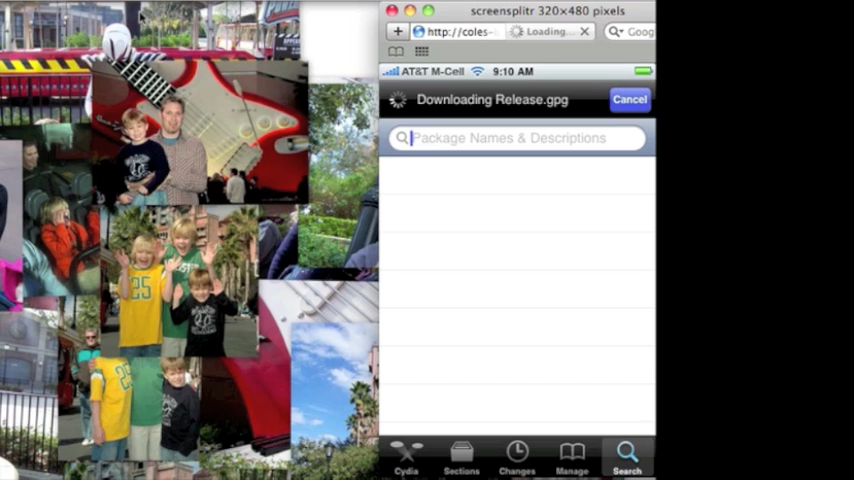 screensplitr 320×480 pixels
http://coles-
Loading...
Goog
AT&T M-Cell
9:10 AM
Downloading Release.gpg
Cancel
Package Names & Descriptions
Cydia
Sections
Changes
Manage
Search
25